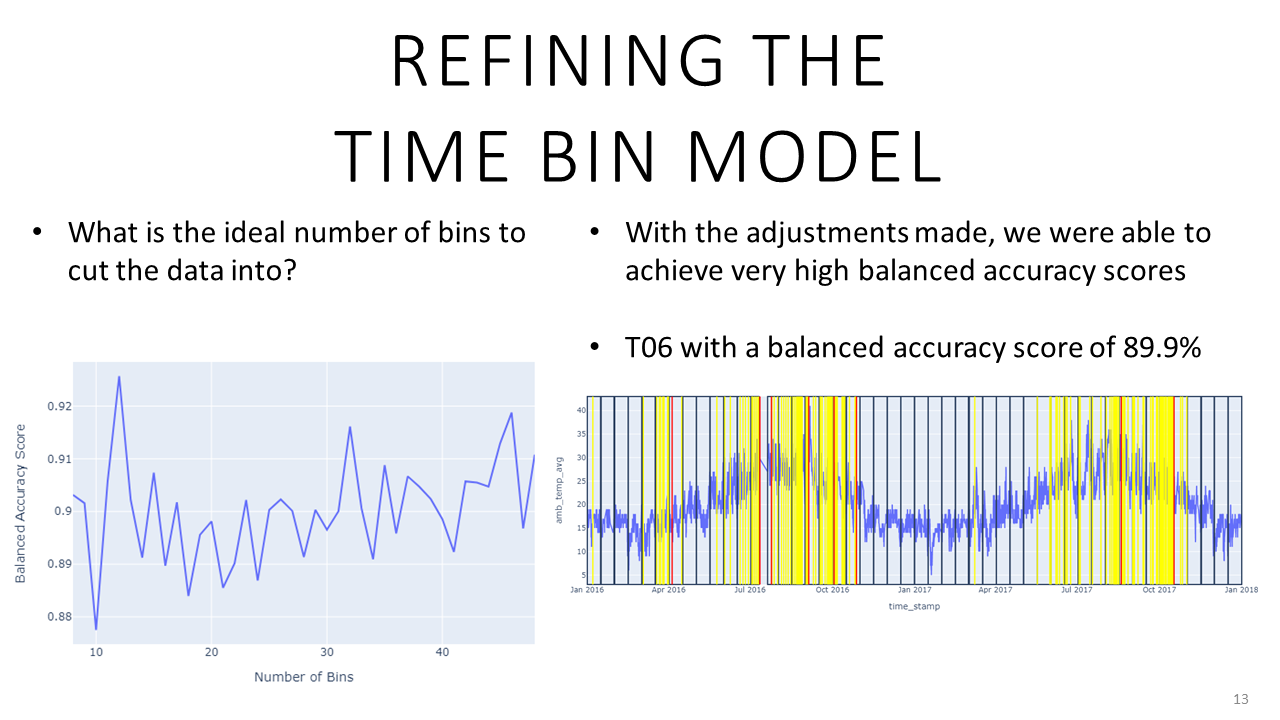 REFINING THE
TIME BIN MODEL
• What is the ideal number of bins to
cut the data into?
Balanced Accuracy Score
0.92
0.91
0.9
0.89
0.88
10 20 30 40
Number of Bins
• With the adjustments made, we were able to
achieve very high balanced accuracy scores
• T06 with a balanced accuracy score of 89.9%
amb_temp_avg
40
35
30
25
20
15
10
5
Jan 2016 Apr 2016 Jul 2016 Oct 2016 Jan 2017 Apr 2017 Jul 2017 Oct 2017 Jan 2018
time_stamp
13